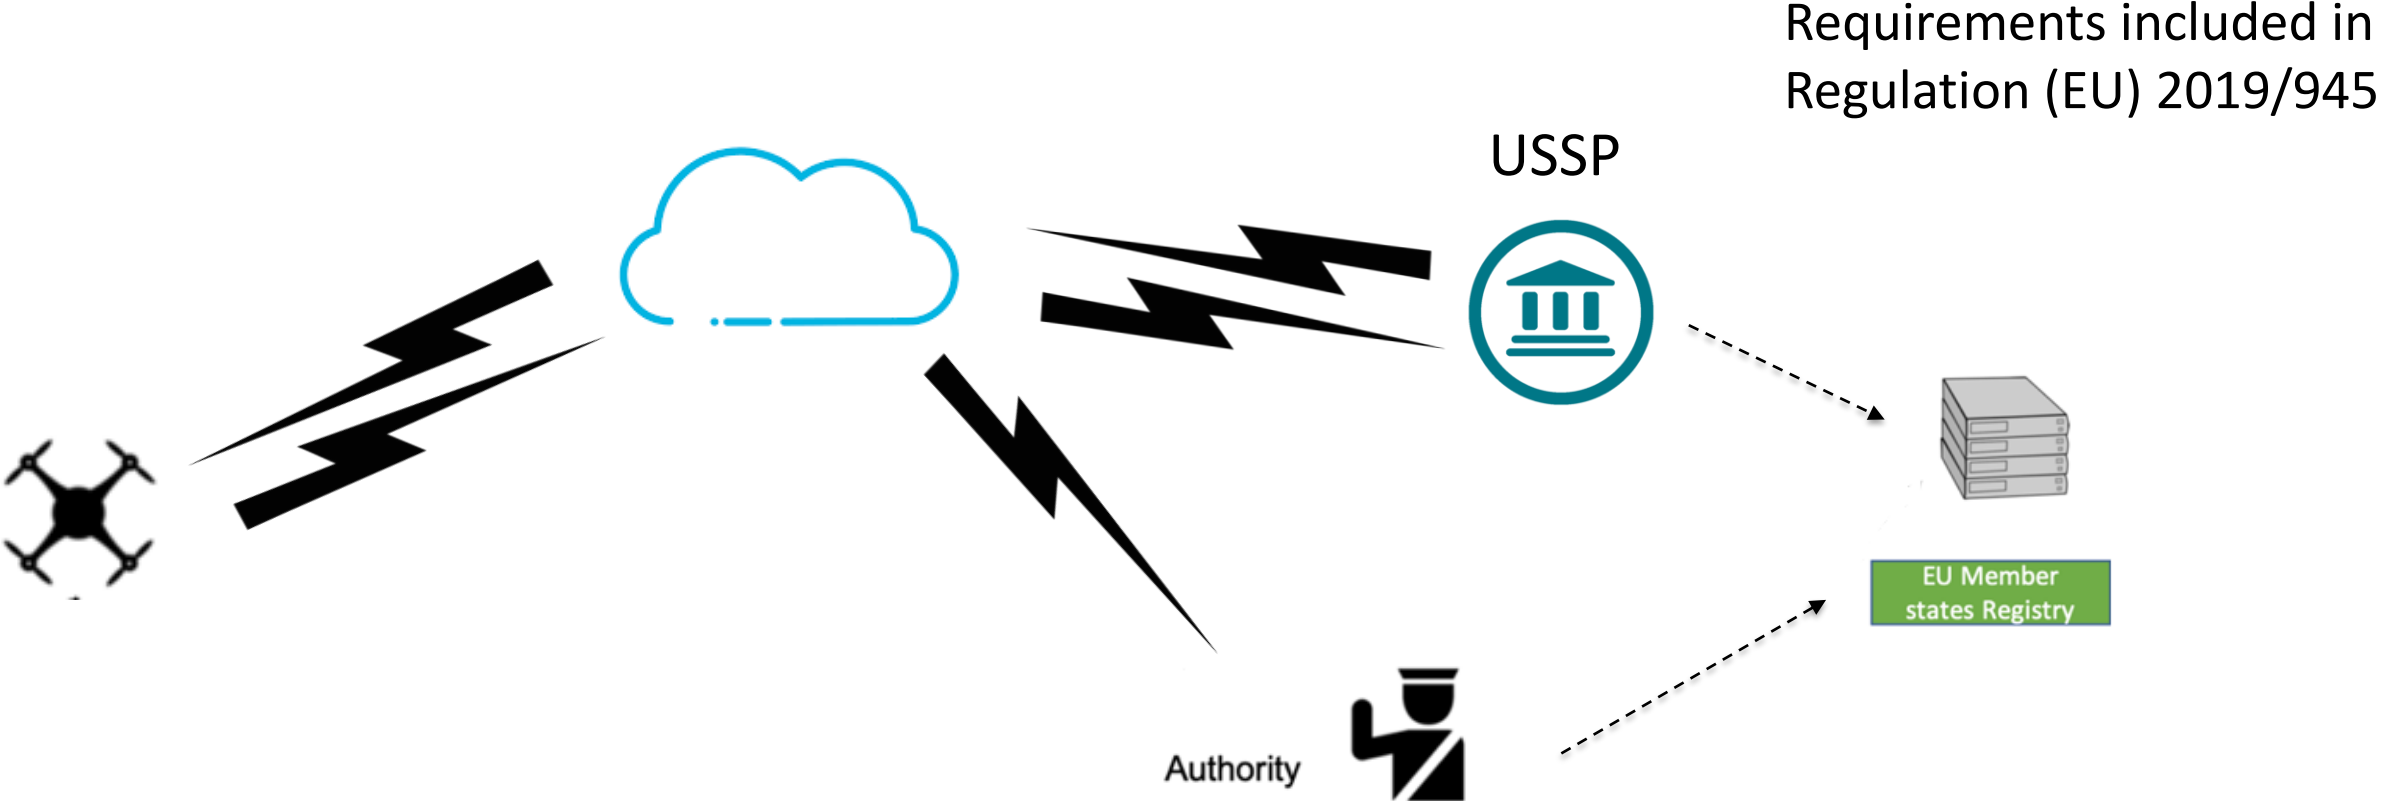 Requirements included in
Regulation (EU) 2019/945
USSP
EU Member
states Registry
Authority